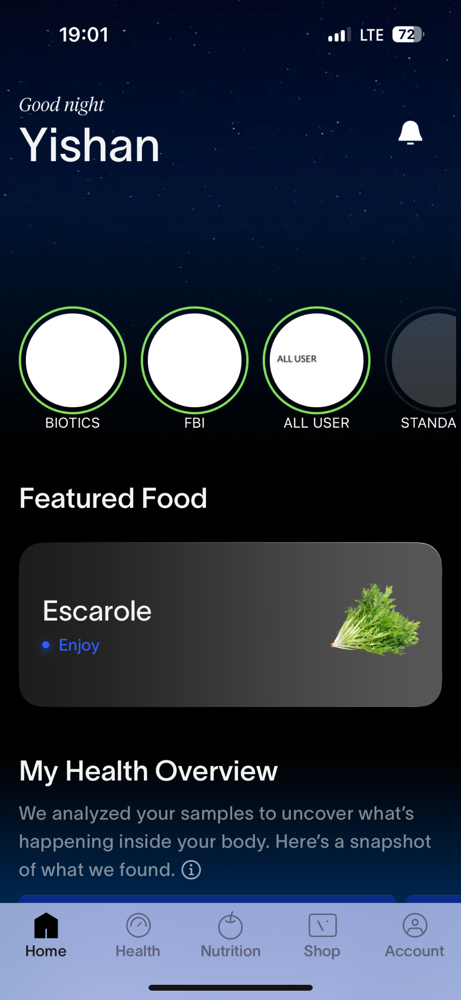 19:01
LTE
72
Good night
Yishan
ALL USER
BIOTICS
FBI
ALL USER
STANDA
Featured Food
Escarole
Enjoy
My Health Overview
We analyzed your samples to uncover what's
happening inside your body. Here's a snapshot
of what we found.
Home
Health
Nutrition
Shop
Account